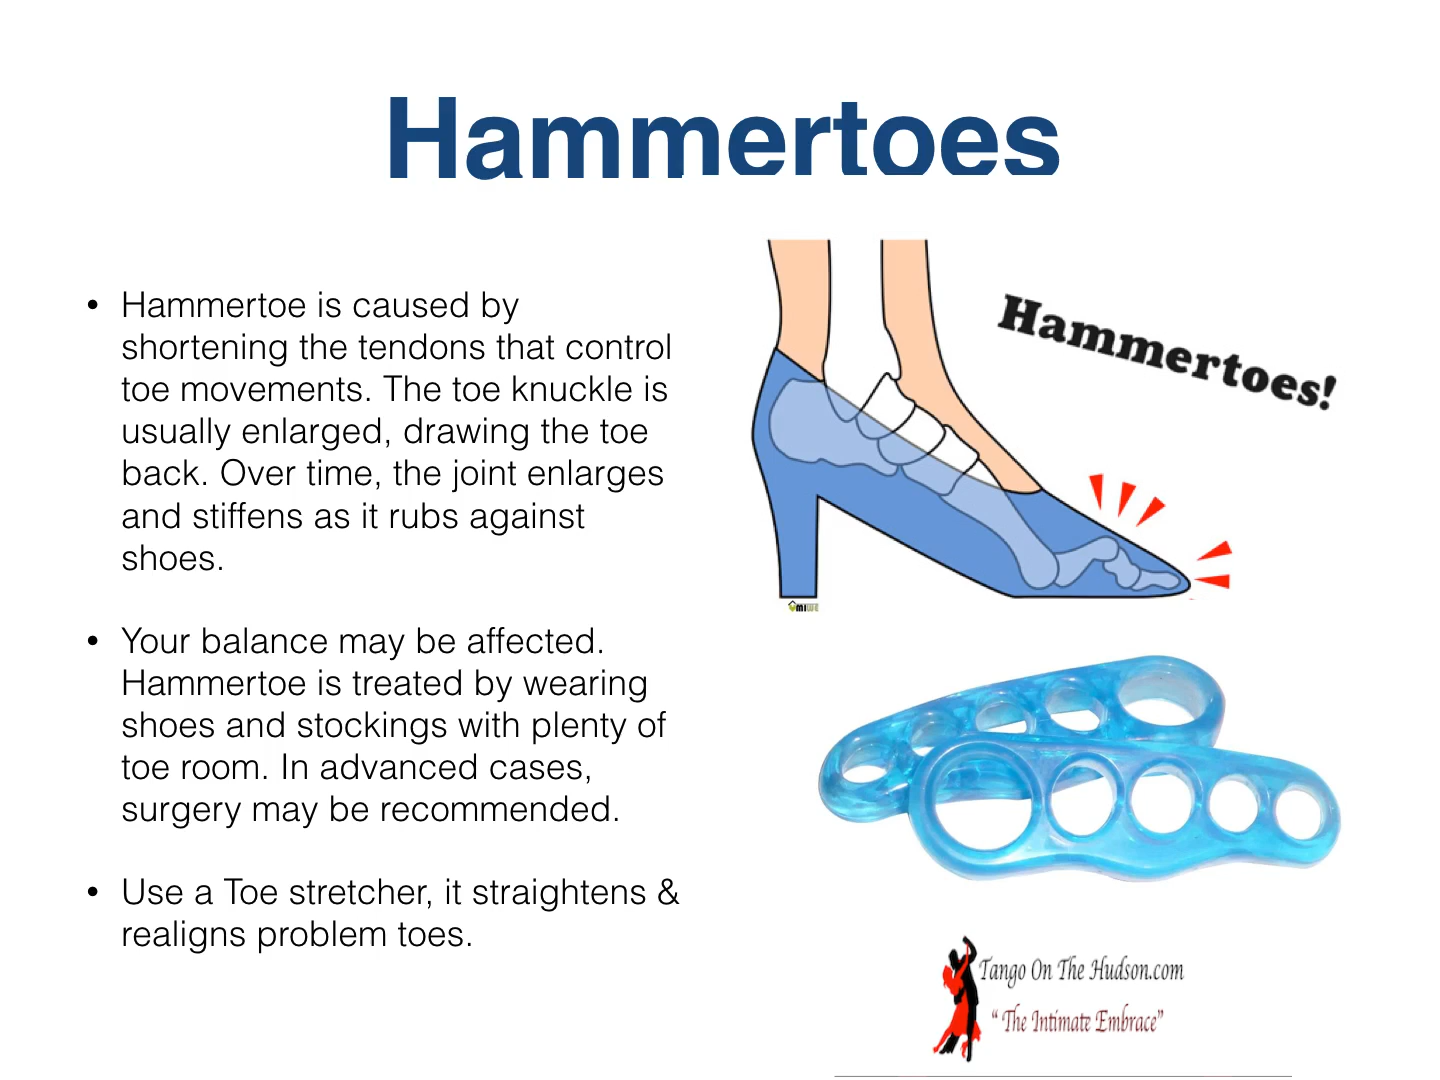 Hammertoes
• Hammertoe is caused by
shortening the tendons that control
toe movements. The toe knuckle is
usually enlarged, drawing the toe
back. Over time, the joint enlarges
and stiffens as it rubs against
shoes.
• Your balance may be affected.
Hammertoe is treated by wearing
shoes and stockings with plenty of
toe room. In advanced cases,
surgery may be recommended.
• Use a Toe stretcher, it straightens &
realigns problem toes.
Hammertoes!
Tango On The Hudson.com
“ The Intimate Embrace”